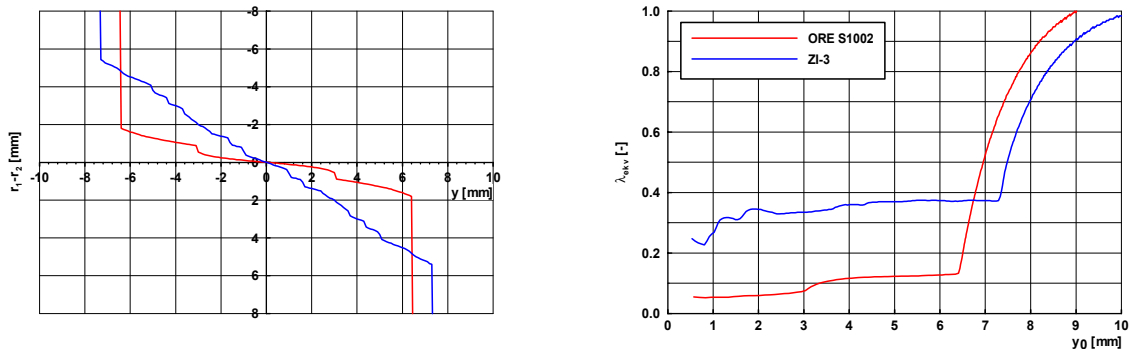 -8
-6
-4
-2
-10 -8 -6 -4 -2 0 2 4 6 8 10
0
2
4
6
8
r₁-r₂ [mm]
y [mm]
1.0
0.8
0.6
0.4
0.2
0.0
0 1 2 3 4 5 6 7 8 9 10
λekv [-]
y₀ [mm]
ORE S1002
ZI-3